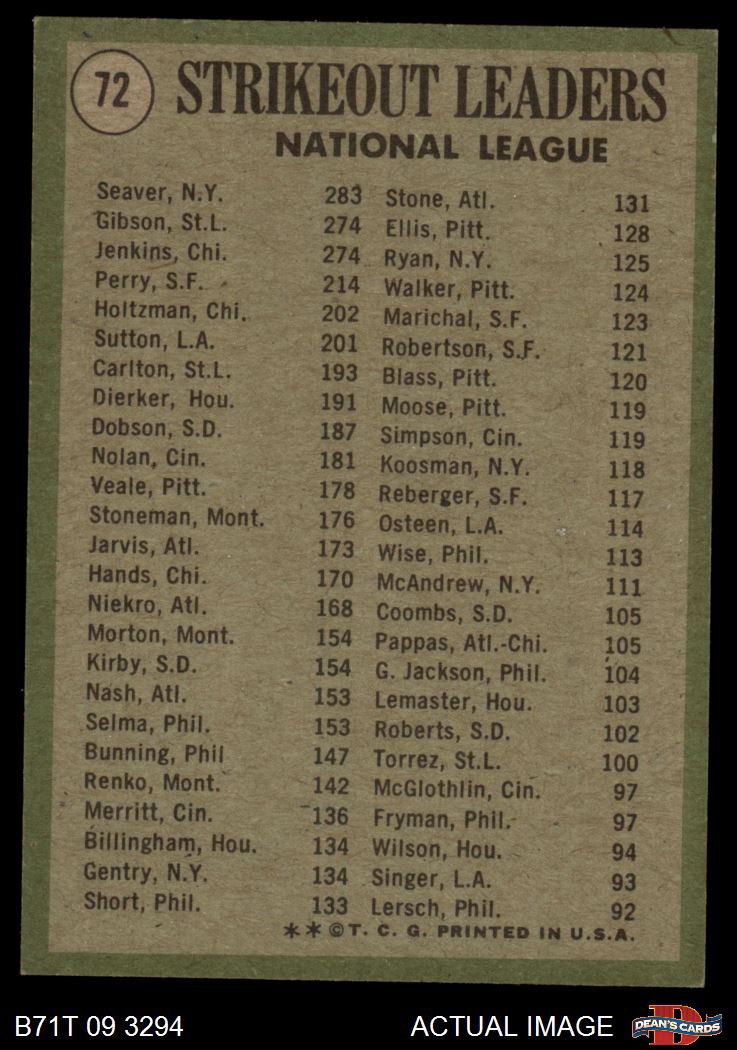 72
STRIKEOUT LEADERS
NATIONAL LEAGUE
Seaver, N.Y. 283
Gibson, St.L. 274
Jenkins, Chi. 274
Perry, S.F. 214
Holtzman, Chi. 202
Sutton, L.A. 201
Carlton, St.L. 193
Dierker, Hou. 191
Dobson, S.D. 187
Nolan, Cin. 181
Veale, Pitt. 178
Stoneman, Mont. 176
Jarvis, Atl. 173
Hands, Chi. 170
Niekro, Atl. 168
Morton, Mont. 154
Kirby, S.D. 154
Nash, Atl. 153
Selma, Phil. 153
Bunning, Phil 147
Renko, Mont. 142
Merritt, Cin. 136
Billingham, Hou. 134
Gentry, N.Y. 134
Short, Phil. 133
Stone, Atl. 131
Ellis, Pitt. 128
Ryan, N.Y. 125
Walker, Pitt. 124
Marichal, S.F. 123
Robertson, S.F. 121
Blass, Pitt. 120
Moose, Pitt. 119
Simpson, Cin. 119
Koosman, N.Y. 118
Reberger, S.F. 117
Osteen, L.A. 114
Wise, Phil. 113
McAndrew, N.Y. 111
Coombs, S.D. 105
Pappas, Atl.-Chi. 105
G. Jackson, Phil. 104
Lemaster, Hou. 103
Roberts, S.D. 102
Torrez, St.L. 100
McGlothlin, Cin. 97
Fryman, Phil. 97
Wilson, Hou. 94
Singer, L.A. 93
Lersch, Phil. 92
**©T. C. G. PRINTED IN U.S.A.
B71T 09 3294 ACTUAL IMAGE
D
DEAN'S CARDS